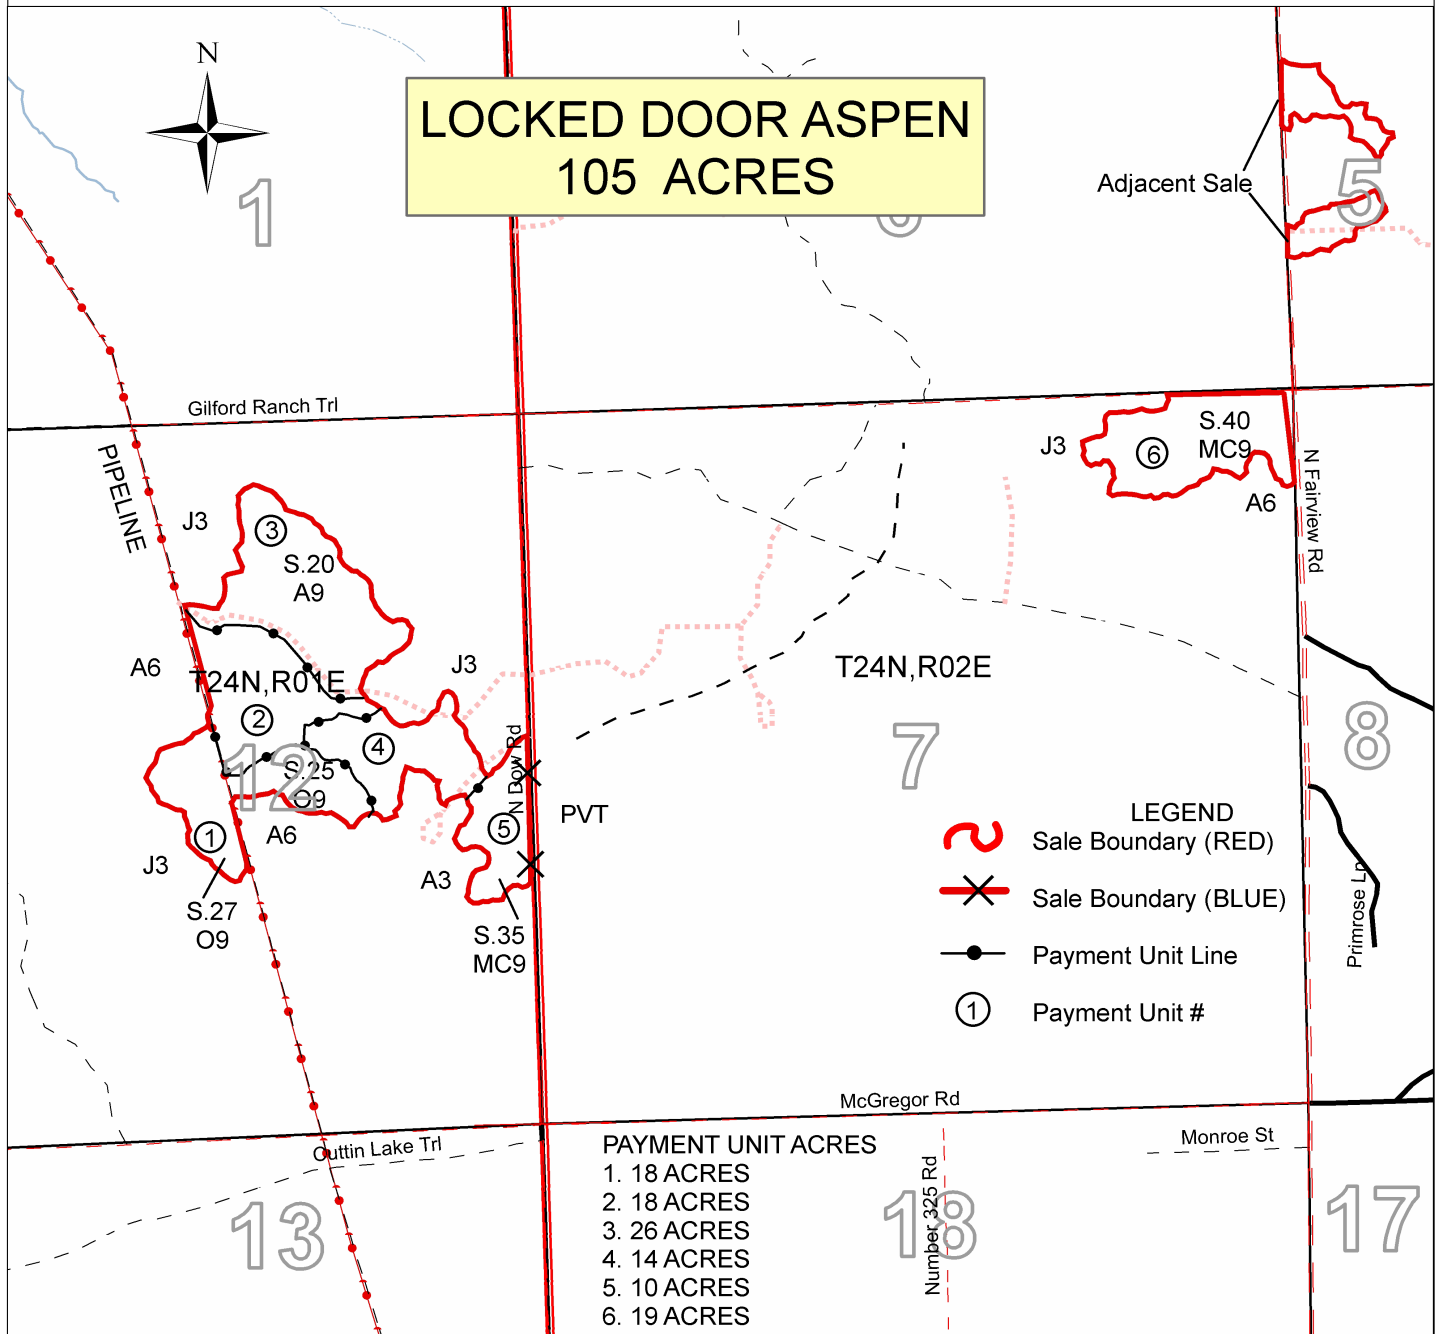 N
LOCKED DOOR ASPEN
105 ACRES
1
6
5
Adjacent Sale
Gilford Ranch Trl
PIPELINE
J3
3
S.20
A9
J3
6
S.40
MC9
A6
N Fairview Rd
A6
T24N,R01E
J3
T24N,R02E
2
4
12
S.25
O9
N Dow Rd
7
8
1
A6
5
PVT
J3
A3
S.27
O9
S.35
MC9
LEGEND
Sale Boundary (RED)
Sale Boundary (BLUE)
Payment Unit Line
1
Payment Unit #
Primrose Lp
McGregor Rd
Cuttin Lake Trl
Monroe St
13
Number 325 Rd
18
17
PAYMENT UNIT ACRES
1. 18 ACRES
2. 18 ACRES
3. 26 ACRES
4. 14 ACRES
5. 10 ACRES
6. 19 ACRES